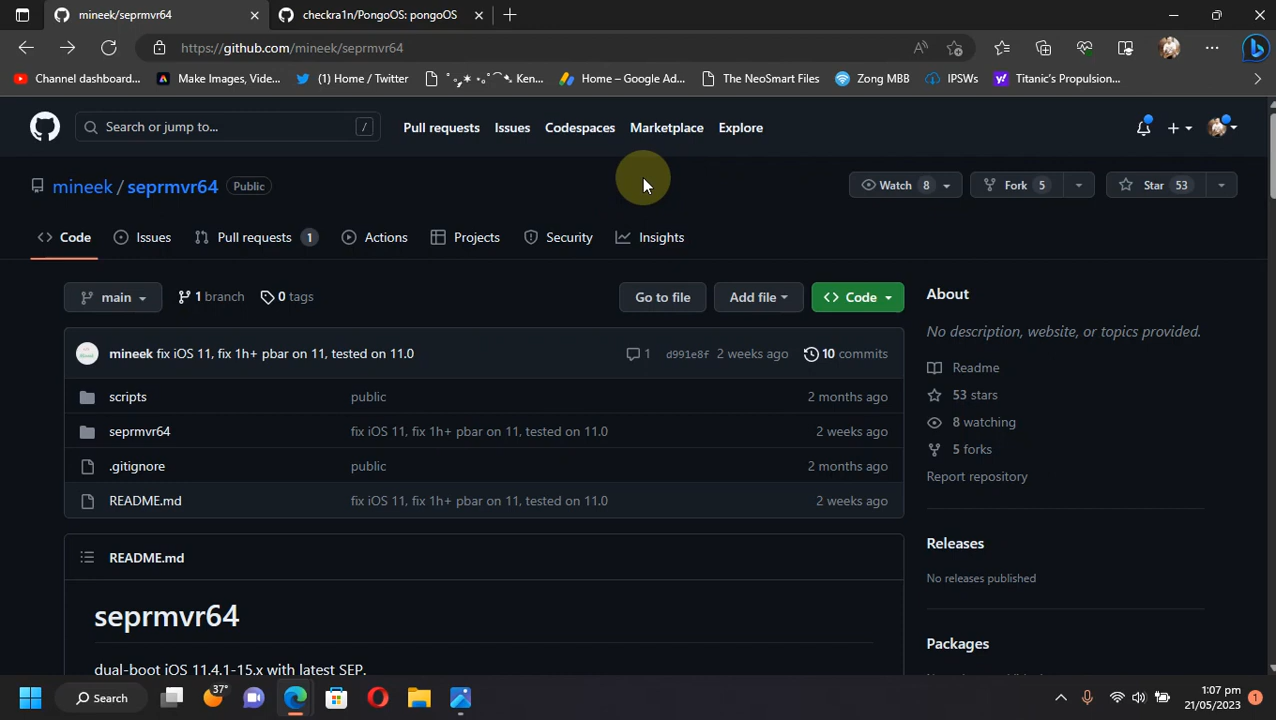 mineek/seprmvr64
checkra1n/PongoOS: pongoOS
https://github.com/mineek/seprmvr64
Channel dashboard...
Make Images, Vide...
(1) Home / Twitter
Ken...
Home – Google Ad...
The NeoSmart Files
Zong MBB
IPSWs
Titanic's Propulsion...
Search or jump to...
/
Pull requests
Issues
Codespaces
Marketplace
Explore
mineek / seprmvr64 Public
Watch 8
Fork 5
Star 53
Code
Issues
Pull requests 1
Actions
Projects
Security
Insights
main
1 branch
0 tags
Go to file
Add file
Code
mineek fix iOS 11, fix 1h+ pbar on 11, tested on 11.0
1
d991e8f 2 weeks ago
10 commits
scripts public 2 months ago
seprmvr64 fix iOS 11, fix 1h+ pbar on 11, tested on 11.0 2 weeks ago
.gitignore public 2 months ago
README.md fix iOS 11, fix 1h+ pbar on 11, tested on 11.0 2 weeks ago
README.md
seprmvr64
dual-boot iOS 11.4.1-15.x with latest SEP.
About
No description, website, or topics provided.
Readme
53 stars
8 watching
5 forks
Report repository
Releases
No releases published
Packages
Search
37°
1:07 pm
21/05/2023
1